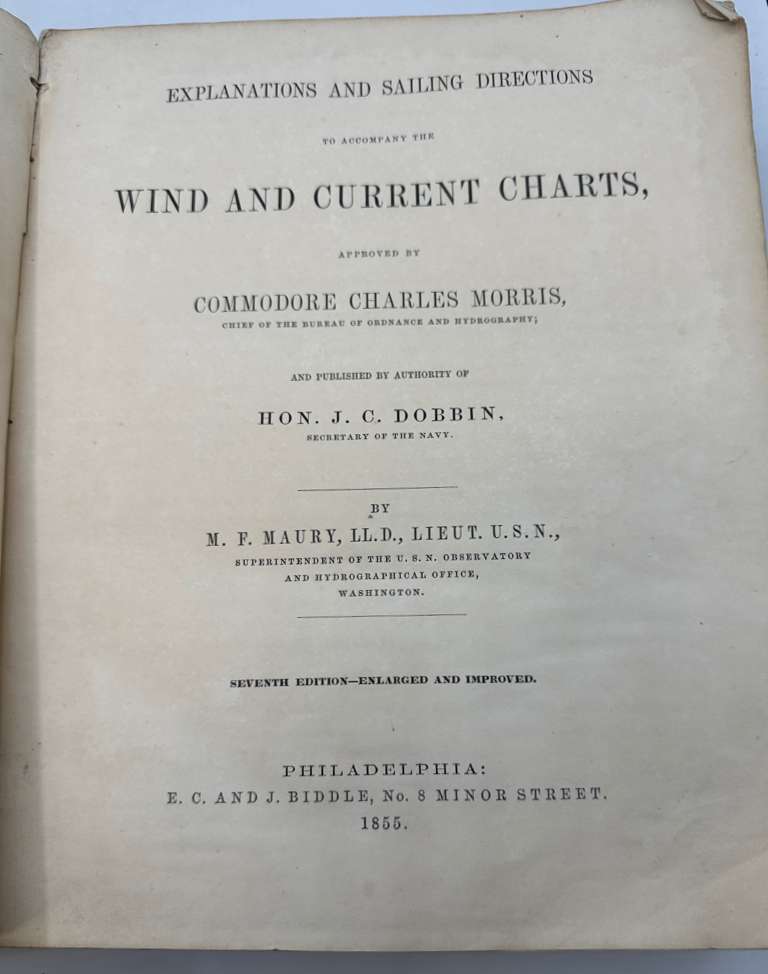 EXPLANATIONS AND SAILING DIRECTIONS
TO ACCOMPANY THE
WIND AND CURRENT CHARTS,
APPROVED BY
COMMODORE CHARLES MORRIS,
CHIEF OF THE BUREAU OF ORDNANCE AND HYDROGRAPHY;
AND PUBLISHED BY AUTHORITY OF
HON. J. C. DOBBIN,
SECRETARY OF THE NAVY.
BY
M. F. MAURY, LL.D., LIEUT. U.S.N.,
SUPERINTENDENT OF THE U. S. N. OBSERVATORY
AND HYDROGRAPHICAL OFFICE,
WASHINGTON.
SEVENTH EDITION—ENLARGED AND IMPROVED.
PHILADELPHIA:
E. C. AND J. BIDDLE, No. 8 MINOR STREET.
1855.